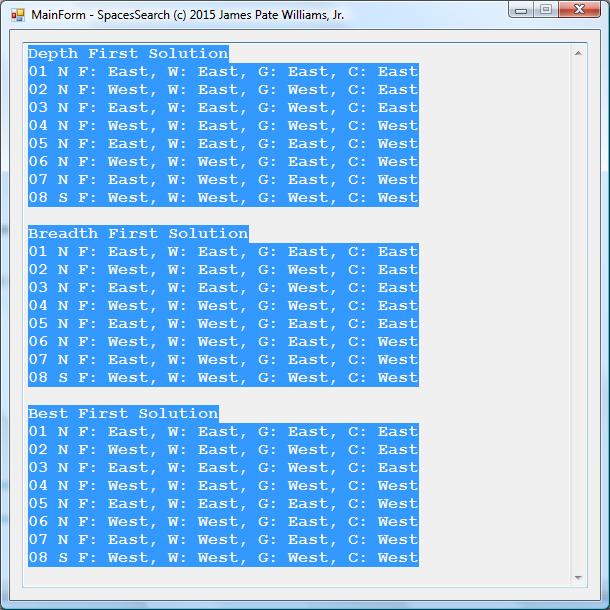 MainForm - SpacesSearch (c) 2015 James Pate Williams, Jr.
Depth First Solution
01 N F: East, W: East, G: East, C: East
02 N F: West, W: East, G: West, C: East
03 N F: East, W: East, G: West, C: East
04 N F: West, W: East, G: West, C: West
05 N F: East, W: East, G: East, C: West
06 N F: West, W: West, G: East, C: West
07 N F: East, W: West, G: East, C: West
08 S F: West, W: West, G: West, C: West
Breadth First Solution
01 N F: East, W: East, G: East, C: East
02 N F: West, W: East, G: West, C: East
03 N F: East, W: East, G: West, C: East
04 N F: West, W: West, G: West, C: East
05 N F: East, W: West, G: East, C: East
06 N F: West, W: West, G: East, C: West
07 N F: East, W: West, G: East, C: West
08 S F: West, W: West, G: West, C: West
Best First Solution
01 N F: East, W: East, G: East, C: East
02 N F: West, W: East, G: West, C: East
03 N F: East, W: East, G: West, C: East
04 N F: West, W: West, G: West, C: East
05 N F: East, W: West, G: East, C: East
06 N F: West, W: West, G: East, C: West
07 N F: East, W: West, G: East, C: West
08 S F: West, W: West, G: West, C: West